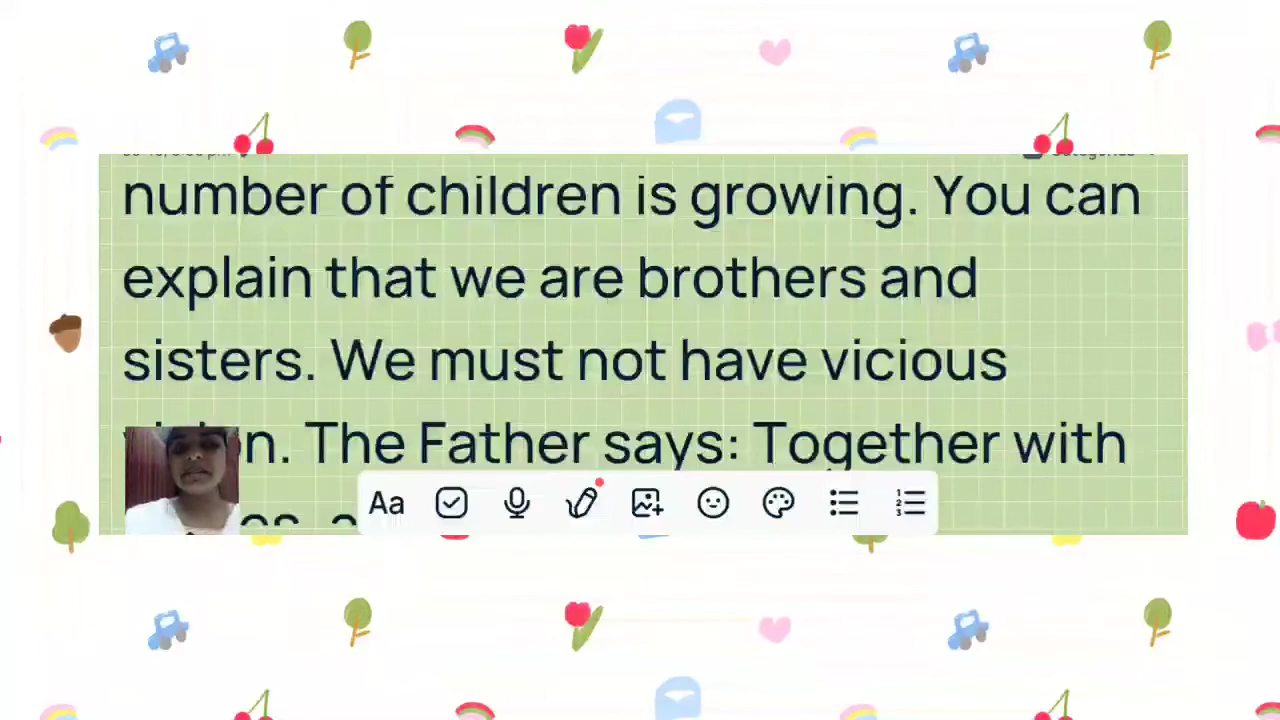 number of children is growing. You can
explain that we are brothers and
sisters. We must not have vicious
The Father says: Together with
Aa